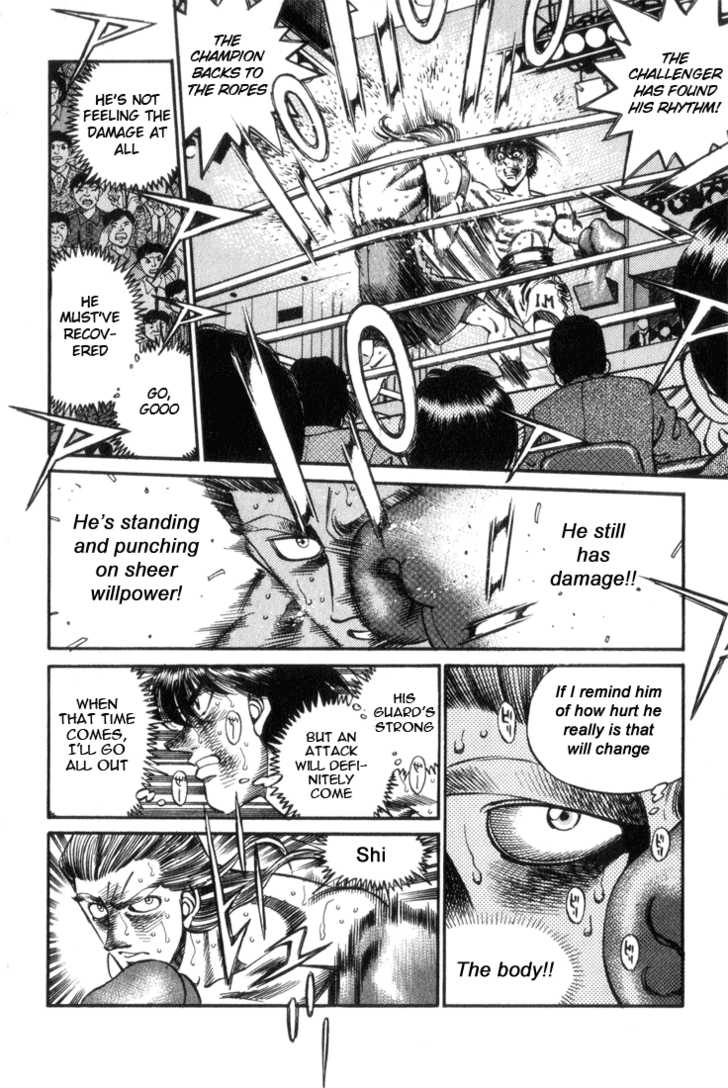 THE
CHALLENGER
HAS FOUND
HIS RHYTHM!
THE
CHAMPION
BACKS TO
THE ROPES
I.M
HE'S NOT
FEELING THE
DAMAGE AT
ALL
HE
MUST'VE
RECOV-
ERED
GO,
GOOO
He still
has
damage!!
He's standing
and punching
on sheer
willpower!
If I remind him
of how hurt he
really is that
will change
The body!!
HIS
GUARD'S
STRONG
BUT AN
ATTACK
WILL DEFI-
NITELY
COME
WHEN
THAT TIME
COMES,
I'LL GO
ALL OUT
Shi